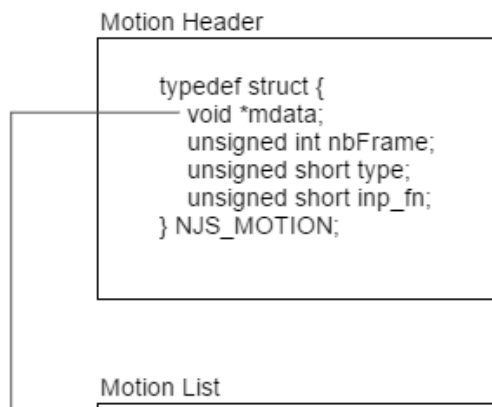 Motion Header
typedef struct {
void *mdata;
unsigned int nbFrame;
unsigned short type;
unsigned short inp_fn;
} NJS_MOTION;
Motion List